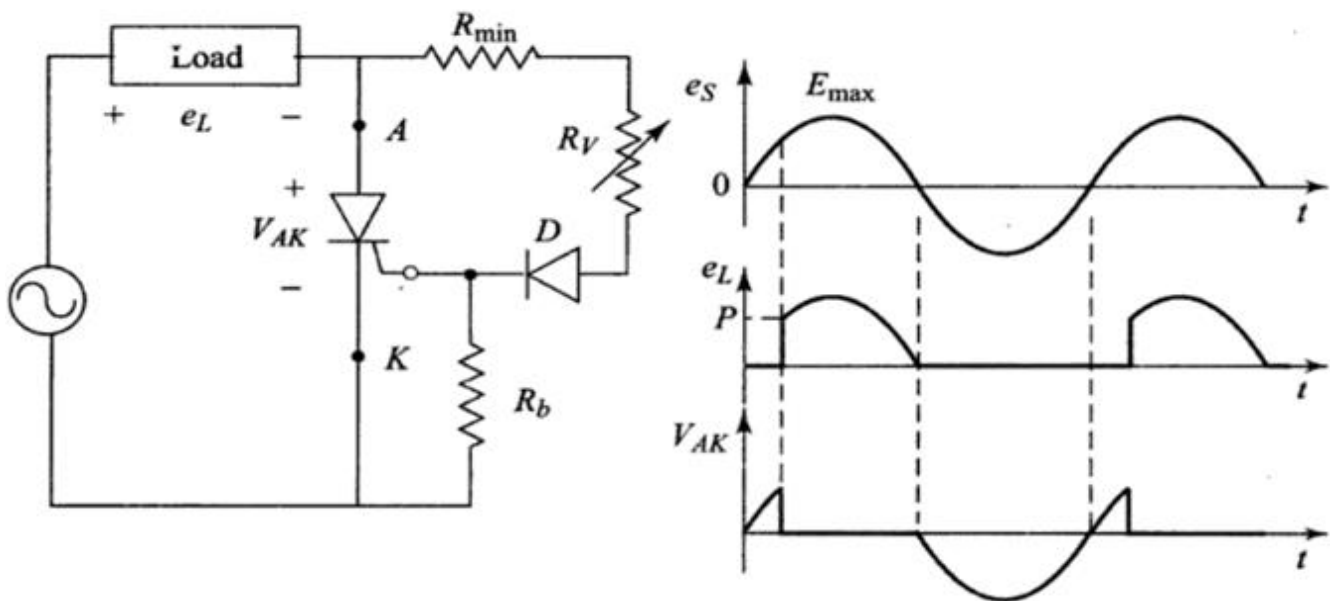 Load
+ e_L −
R_min
A
R_V
+
V_AK
−
D
K
R_b
e_S
E_max
0
t
e_L
P
t
V_AK
t